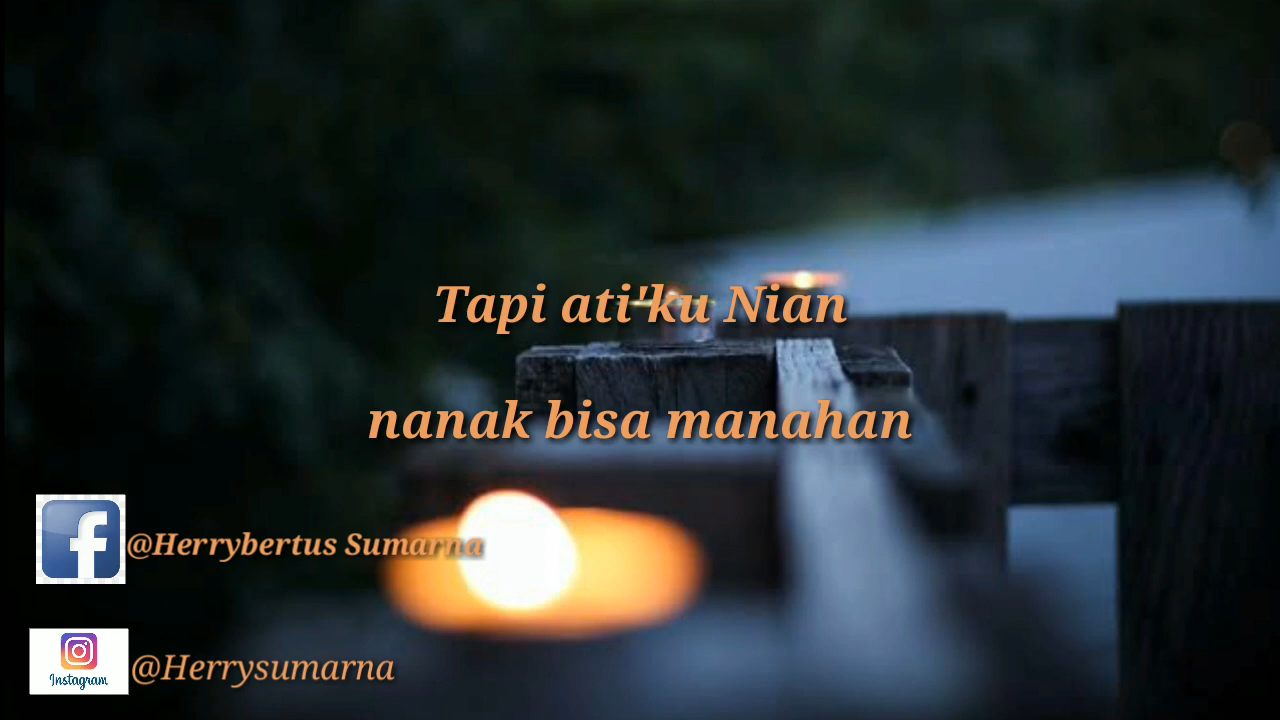 Tapi ati'ku Nian
nanak bisa manahan
@Herrybertus Sumarna
Instagram
@Herrysumarna